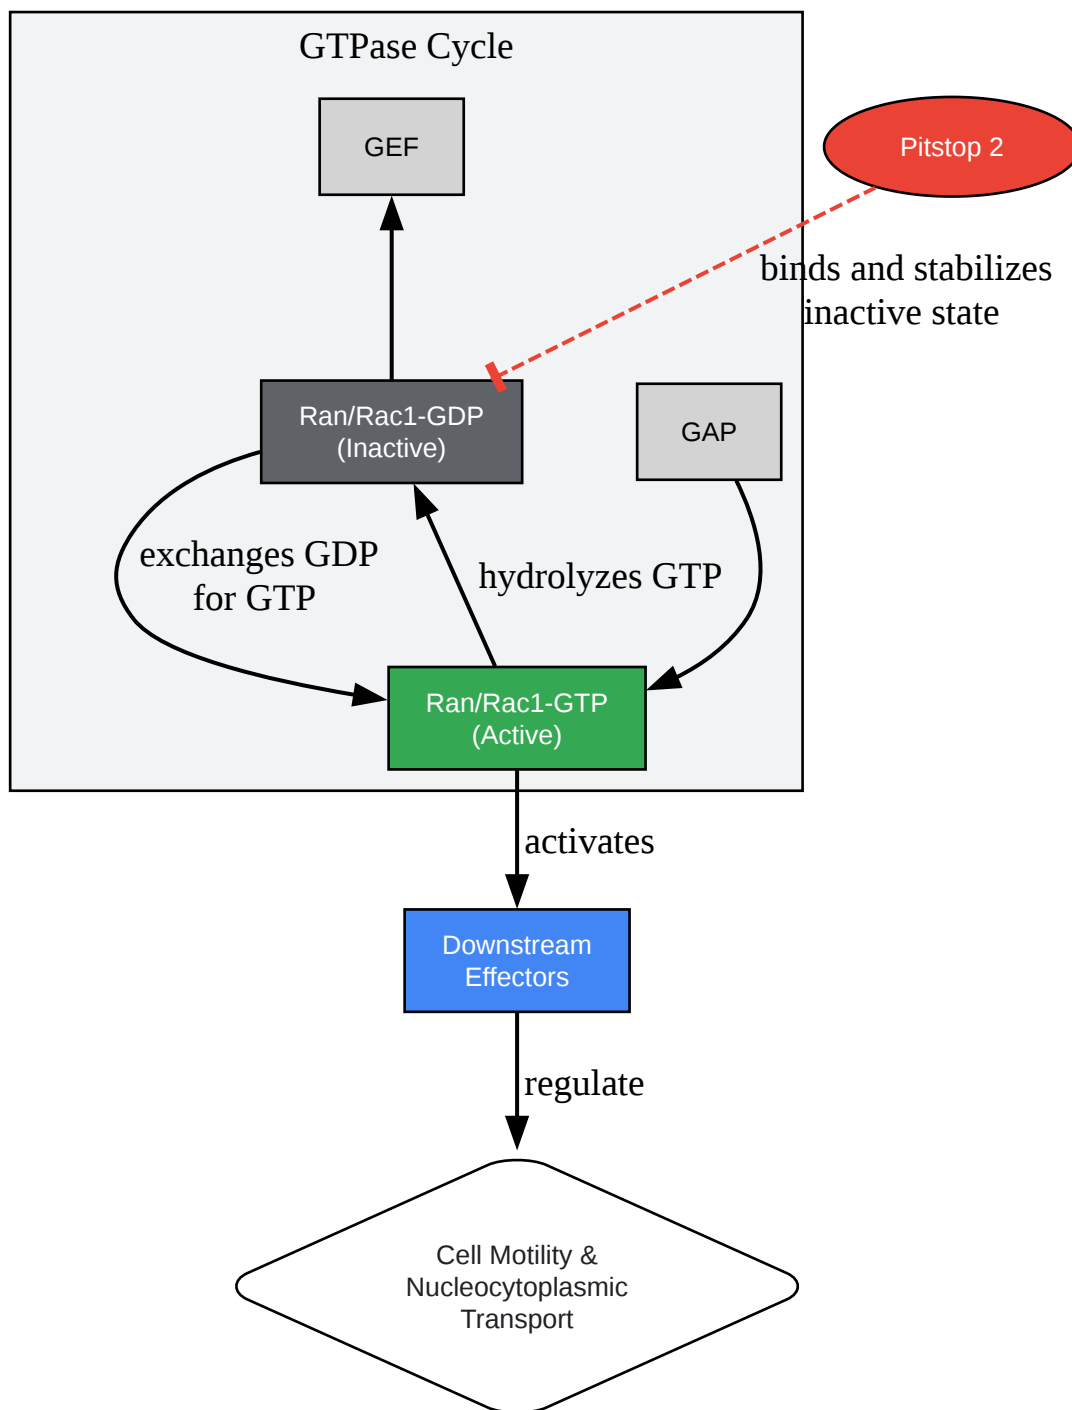 GTPase Cycle
GEF
Pitstop 2
binds and stabilizes
inactive state
Ran/Rac1-GDP
(Inactive)
GAP
exchanges GDP
for GTP
hydrolyzes GTP
Ran/Rac1-GTP
(Active)
activates
Downstream
Effectors
regulate
Cell Motility &
Nucleocytoplasmic
Transport